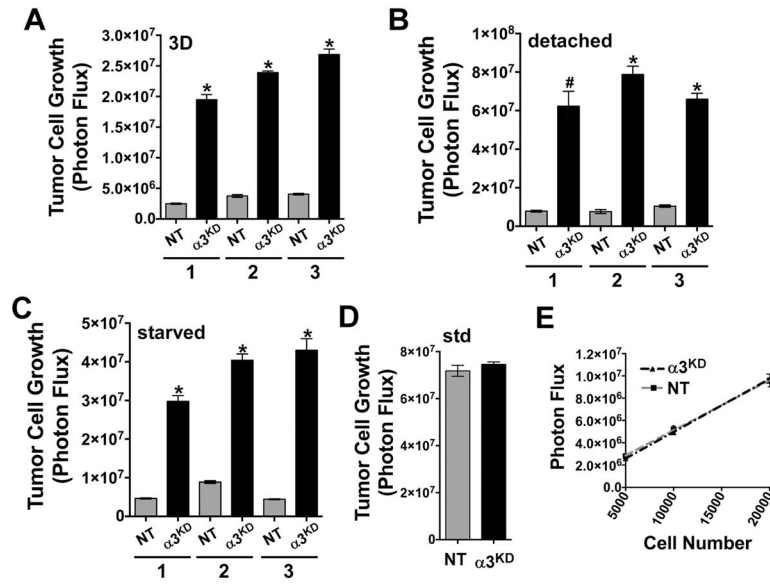 A
3D
Tumor Cell Growth
(Photon Flux)
3.0×10⁷
2.5×10⁷
2.0×10⁷
1.5×10⁷
1.0×10⁷
5.0×10⁶
0.0
* * *
NT α3ᴷᴰ NT α3ᴷᴰ NT α3ᴷᴰ
1 2 3
B
detached
Tumor Cell Growth
(Photon Flux)
1×10⁸
8×10⁷
6×10⁷
4×10⁷
2×10⁷
0
# * *
NT α3ᴷᴰ NT α3ᴷᴰ NT α3ᴷᴰ
1 2 3
C
starved
Tumor Cell Growth
(Photon Flux)
5×10⁷
4×10⁷
3×10⁷
2×10⁷
1×10⁷
0
* * *
NT α3ᴷᴰ NT α3ᴷᴰ NT α3ᴷᴰ
1 2 3
D
std
Tumor Cell Growth
(Photon Flux)
8×10⁷
6×10⁷
4×10⁷
2×10⁷
0
NT α3ᴷᴰ
E
Photon Flux
1.2×10⁷
1.0×10⁷
8.0×10⁶
6.0×10⁶
4.0×10⁶
2.0×10⁶
0.0
α3ᴷᴰ
NT
5000 10000 15000 20000
Cell Number